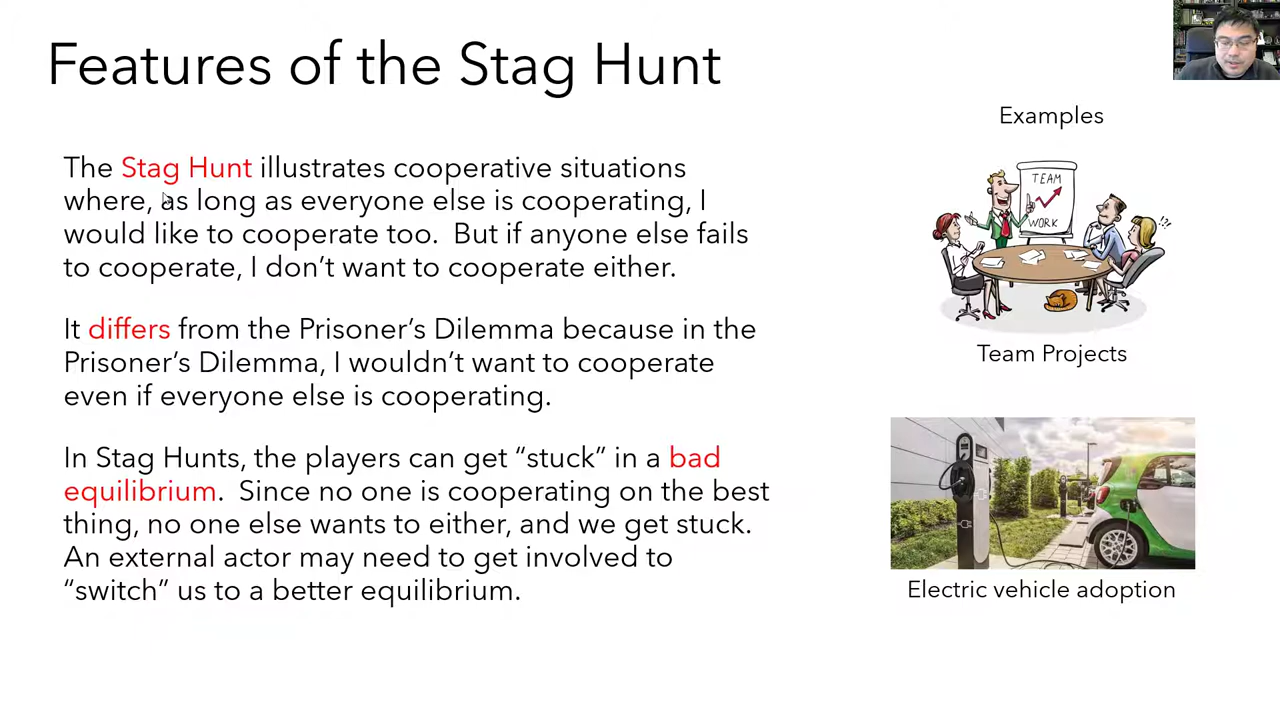 Features of the Stag Hunt
The Stag Hunt illustrates cooperative situations
where, as long as everyone else is cooperating, I
would like to cooperate too.  But if anyone else fails
to cooperate, I don’t want to cooperate either.
It differs from the Prisoner’s Dilemma because in the
Prisoner’s Dilemma, I wouldn’t want to cooperate
even if everyone else is cooperating.
In Stag Hunts, the players can get “stuck” in a bad
equilibrium.  Since no one is cooperating on the best
thing, no one else wants to either, and we get stuck.
An external actor may need to get involved to
“switch” us to a better equilibrium.
Examples
TEAM
WORK
!?!
Team Projects
Electric vehicle adoption